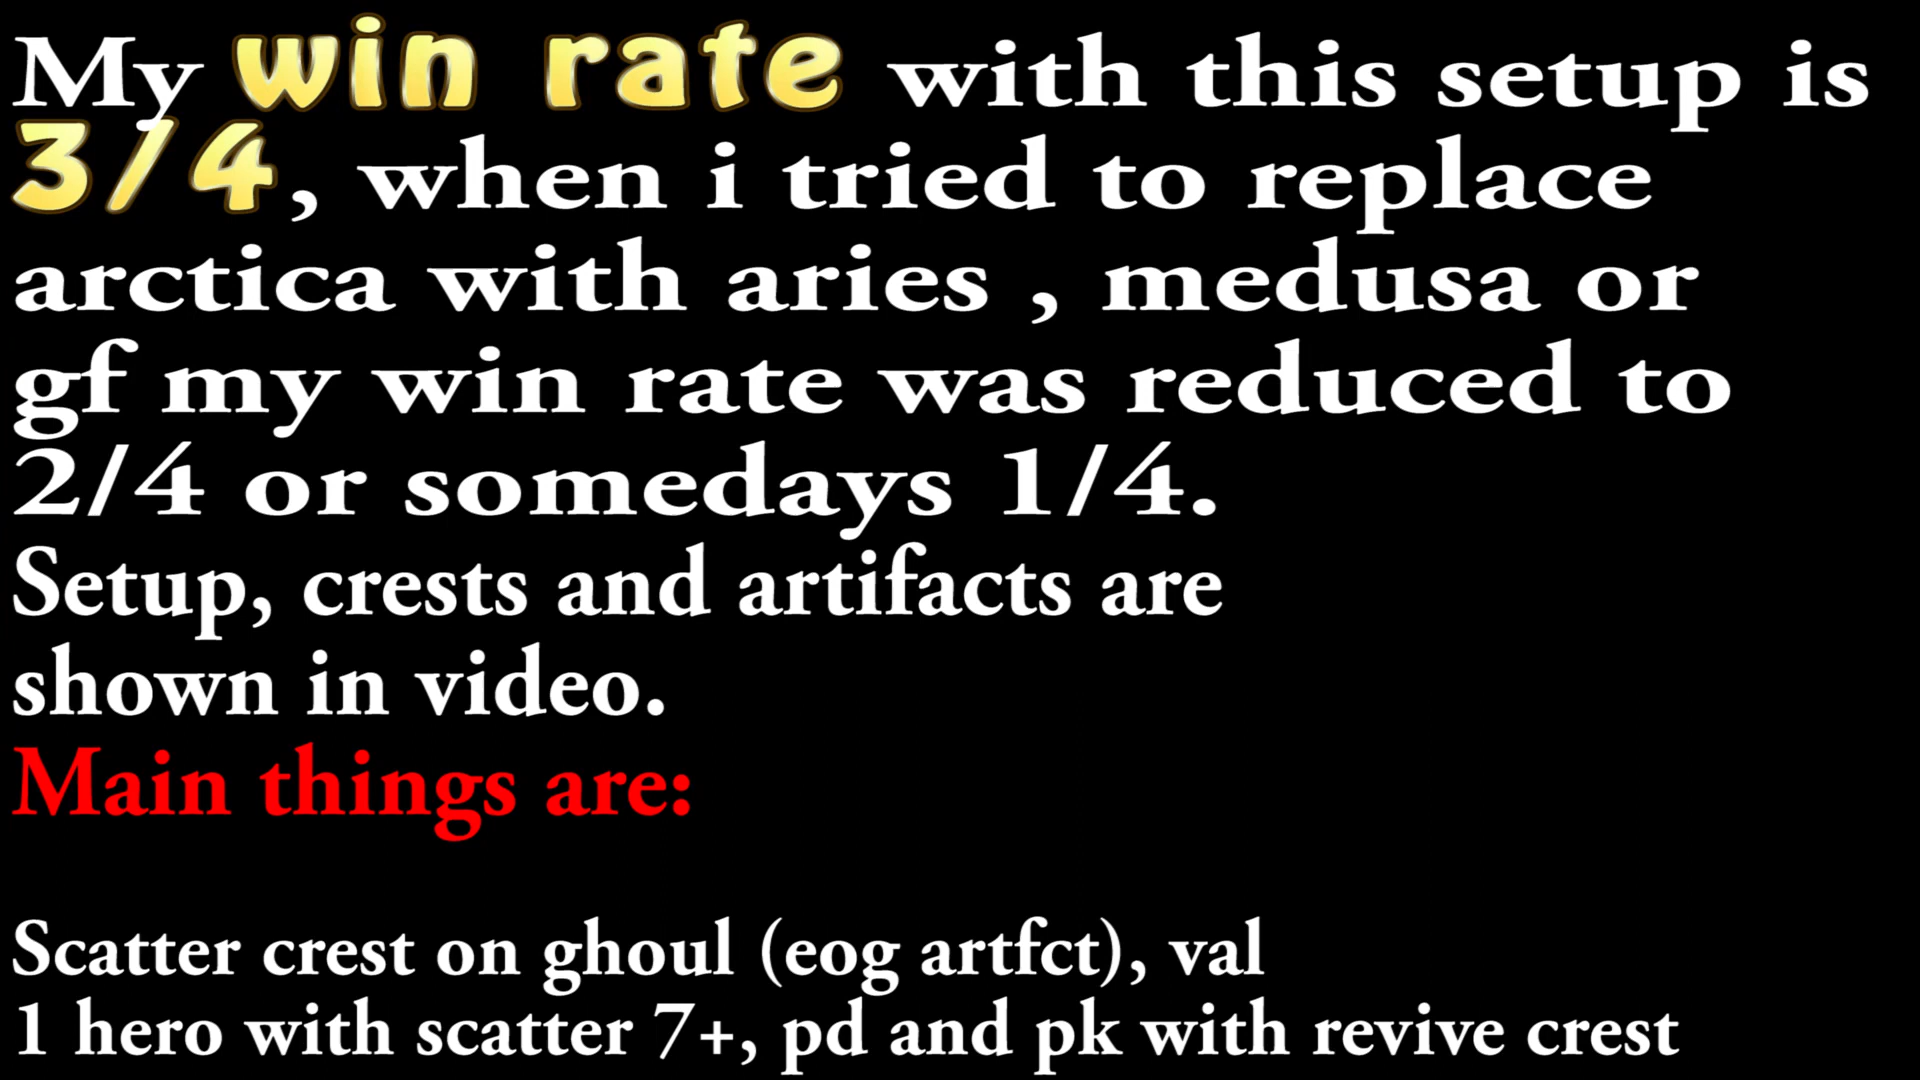 My win rate with this setup is
3/4, when i tried to replace
arctica with aries , medusa or
gf my win rate was reduced to
2/4 or somedays 1/4.
Setup, crests and artifacts are
shown in video.
Main things are:
Scatter crest on ghoul (eog artfct), val
1 hero with scatter 7+, pd and pk with revive crest